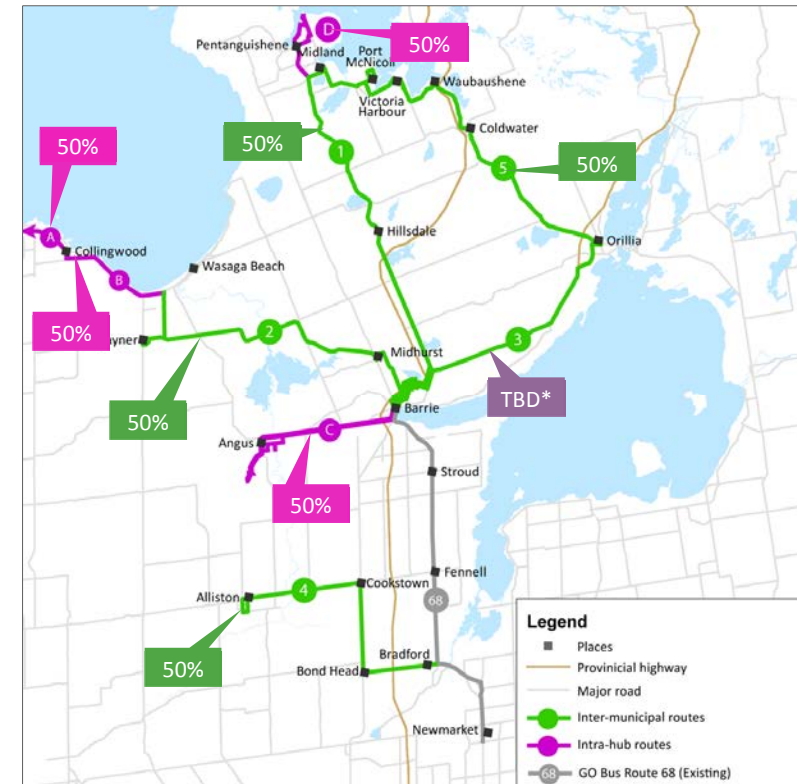 D
50%
Pentanguishene
Midland
Port
McNicoll
Waubaushene
Victoria
Harbour
50%
Coldwater
50%
1
5
50%
A
Collingwood
Hillsdale
Orillia
Wasaga Beach
B
50%
2
3
ayner
Midhurst
TBD*
50%
Barrie
Angus
C
Stroud
50%
Fennell
Cookstown
4
Alliston
68
50%
Bradford
Bond Head
Newmarket
Legend
Places
Provinicial highway
Major road
Inter-municipal routes
Intra-hub routes
68
GO Bus Route 68 (Existing)